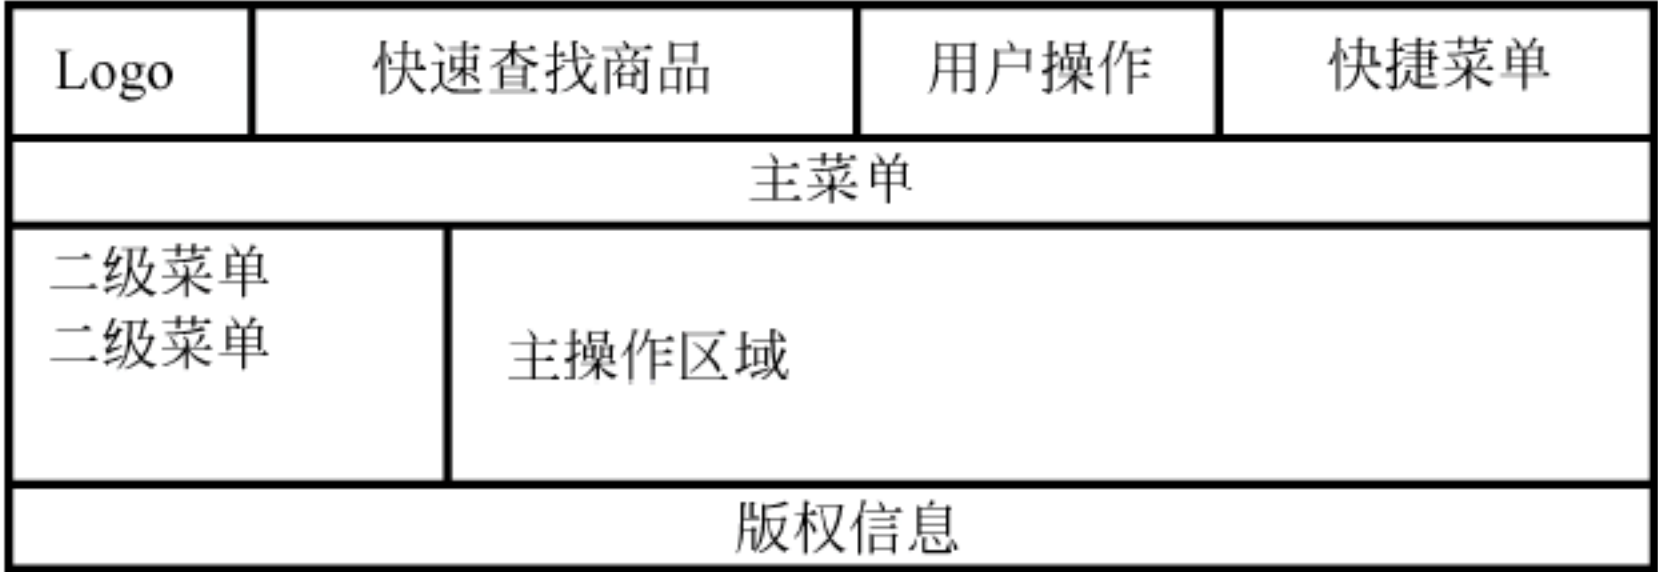 Logo
快速查找商品
用户操作
快捷菜单
主菜单
二级菜单
二级菜单
主操作区域
版权信息